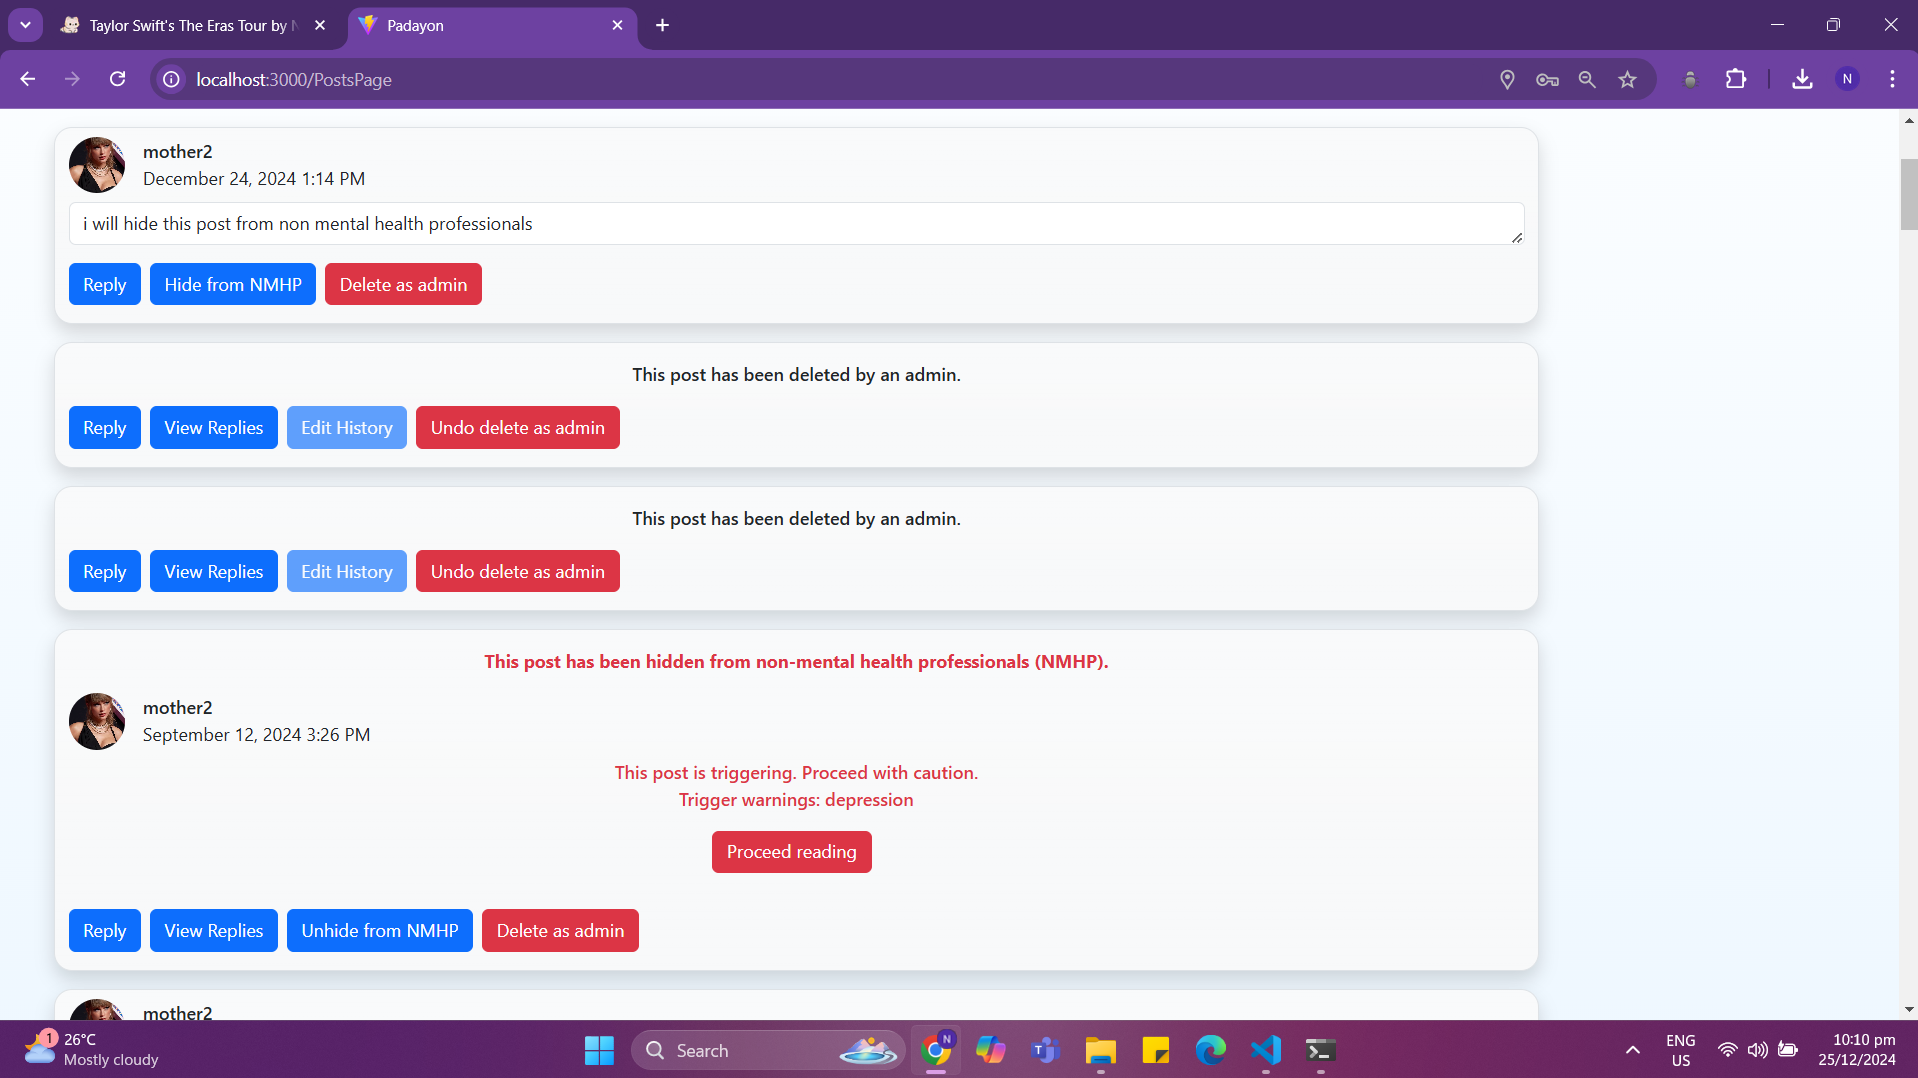 Taylor Swift's The Eras Tour by
Padayon
localhost:3000/PostsPage
N
mother2
December 24, 2024 1:14 PM
i will hide this post from non mental health professionals
Reply
Hide from NMHP
Delete as admin
This post has been deleted by an admin.
Reply
View Replies
Edit History
Undo delete as admin
This post has been deleted by an admin.
Reply
View Replies
Edit History
Undo delete as admin
This post has been hidden from non-mental health professionals (NMHP).
mother2
September 12, 2024 3:26 PM
This post is triggering. Proceed with caution.
Trigger warnings: depression
Proceed reading
Reply
View Replies
Unhide from NMHP
Delete as admin
mother2
1
26°C
Mostly cloudy
Search
N
ENG
US
10:10 pm
25/12/2024